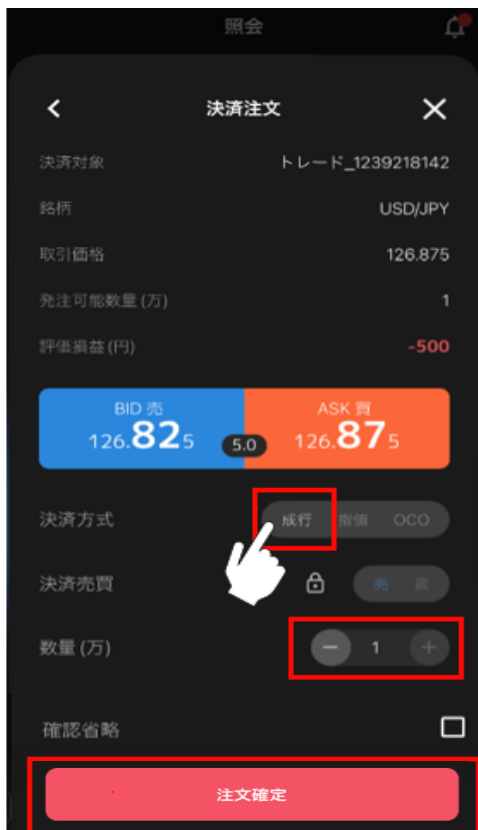 照会
決済注文
決済対象 トレード_1239218142
銘柄 USD/JPY
取引価格 126.875
発注可能数量(万) 1
評価損益(円) -500
BID 売 ASK 買
126.825 5.0 126.875
決済方式 成行 指値 OCO
決済売買 売 買
数量(万) 1
確認省略
注文確定